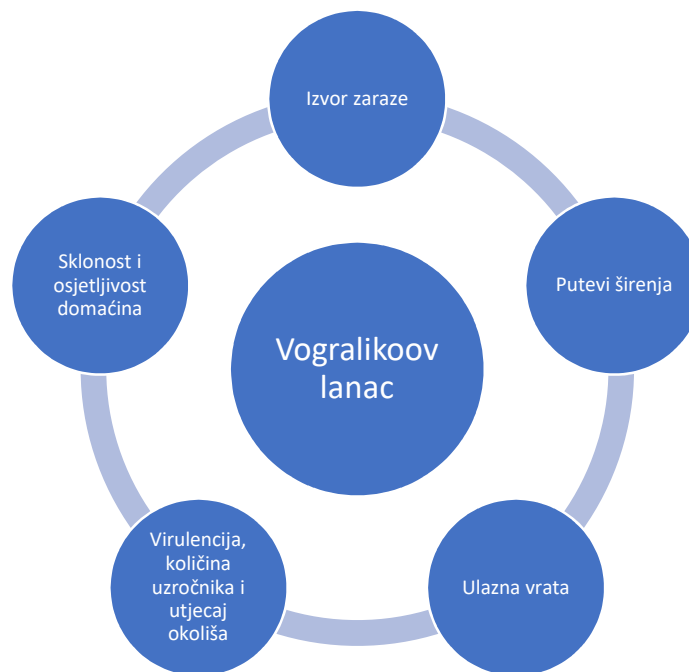 Izvor zaraze
Putevi širenja
Ulazna vrata
Virulencija,
količina
uzročnika i
utjecaj
okoliša
Sklonost i
osjetljivost
domaćina
Vogralikoov
lanac